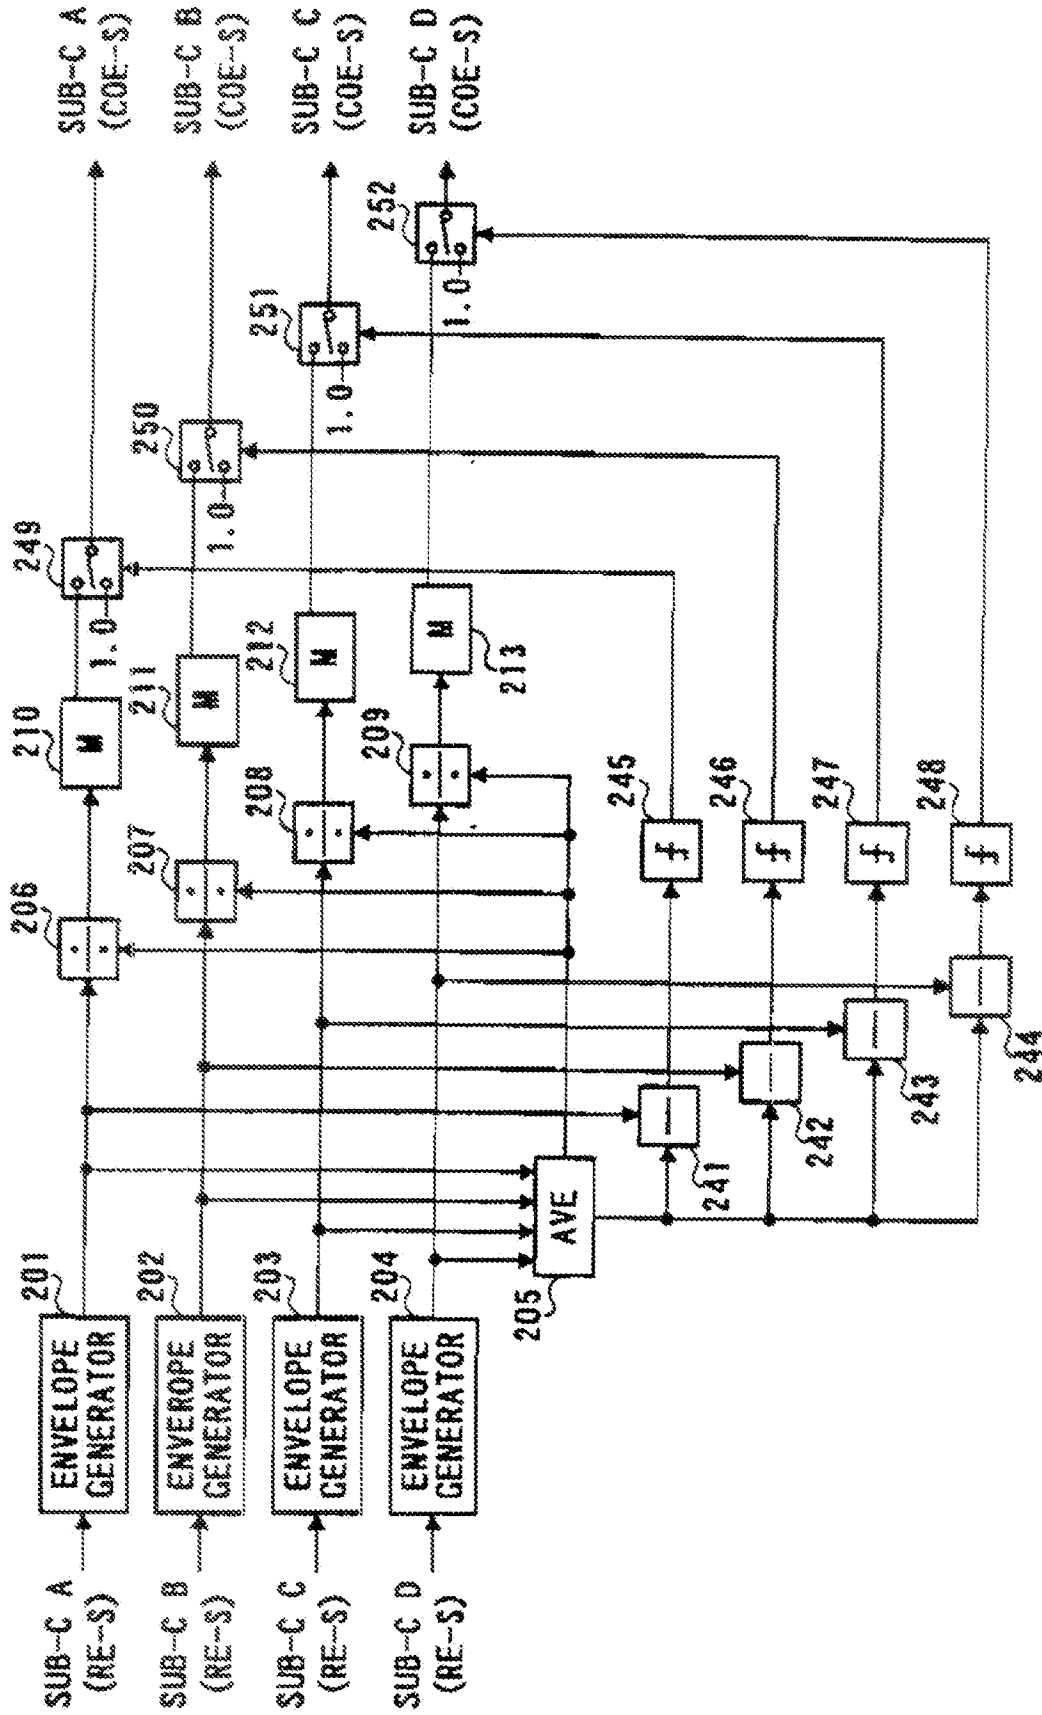 SUB-C A
(RE-S)
SUB-C B
(RE-S)
SUB-C C
(RE-S)
SUB-C D
(RE-S)
ENVELOPE
GENERATOR
201
ENVEROPE
GENERATOR
202
ENVELOPE
GENERATOR
203
ENVELOPE
GENERATOR
204
AVE
205
206
207
208
209
M
210
M
211
M
212
M
213
241
242
243
244
245
246
247
248
249
1.0
250
1.0
251
1.0
252
1.0
SUB-C A
(COE-S)
SUB-C B
(COE-S)
SUB-C C
(COE-S)
SUB-C D
(COE-S)